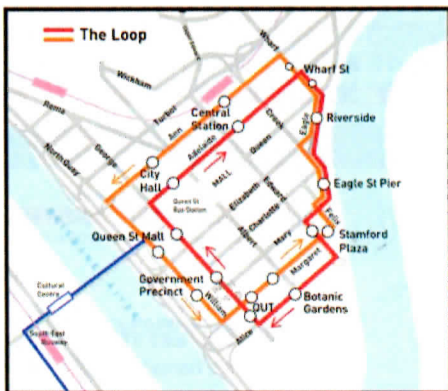 The Loop
Wharf
Wharf St
Wickham
Turbot
Ann
Central
Station
Roma
Adelaide
Creek
Queen
Eagle
Riverside
George
North Quay
City
Hall
MALL
Queen St
Bus Station
Elizabeth
Edward
Charlotte
Eagle St Pier
Albert
Mary
Felix
Stamford
Plaza
Queen St Mall
Margaret
BRISBANE RIVER
Government
Precinct
William
Cultural
Centre
QUT
Botanic
Gardens
Alice
South-East
Busway